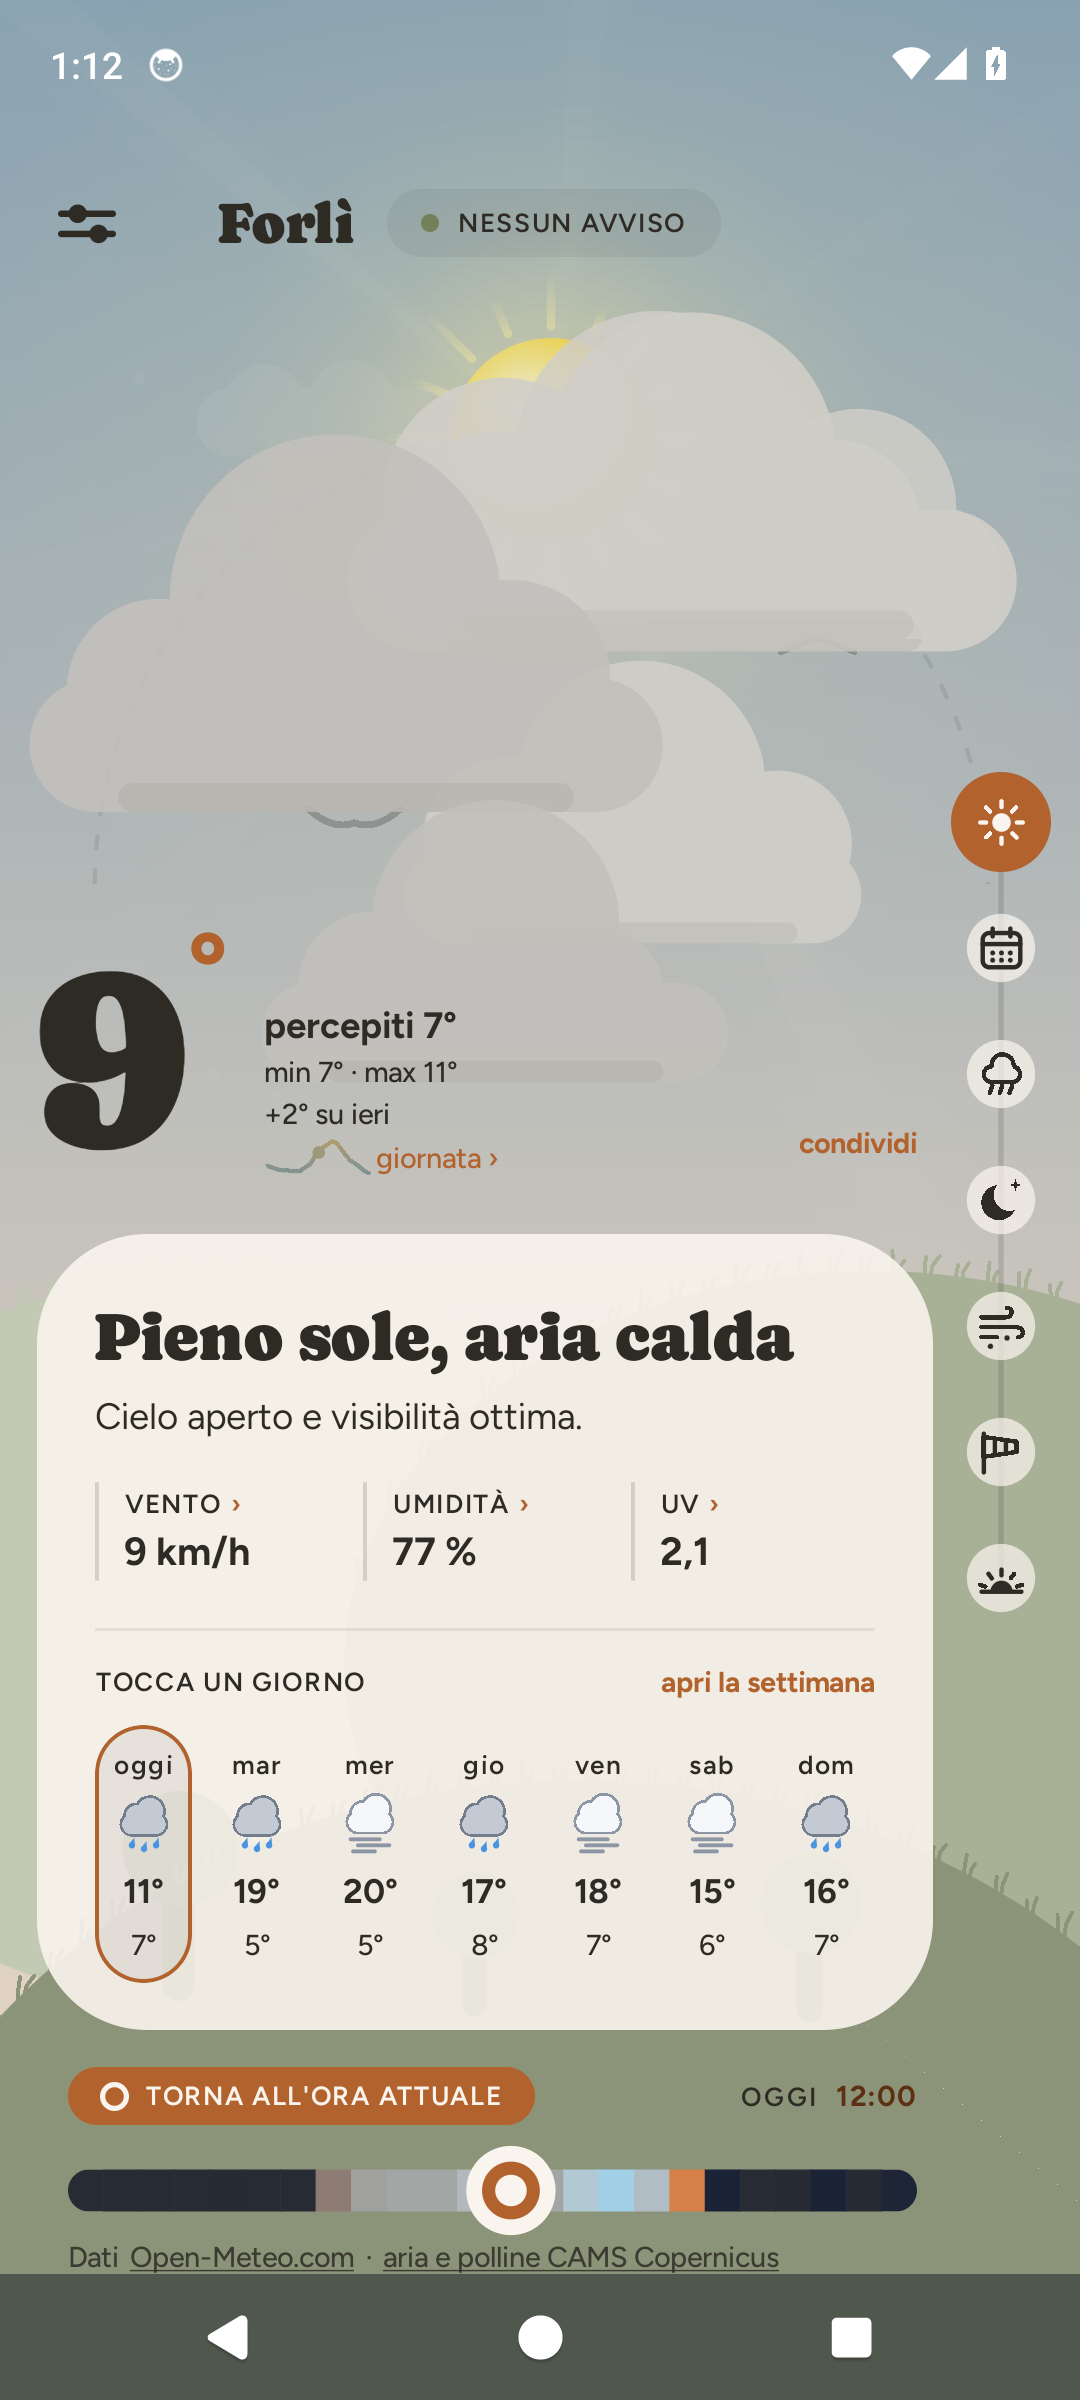 1:12
Forlì
NESSUN AVVISO
9°
percepiti 7°
min 7° · max 11°
+2° su ieri
giornata ›
condividi
Pieno sole, aria calda
Cielo aperto e visibilità ottima.
VENTO › UMIDITÀ › UV ›
9 km/h 77 % 2,1
TOCCA UN GIORNO apri la settimana
oggi mar mer gio ven sab dom
11° 19° 20° 17° 18° 15° 16°
7° 5° 5° 8° 7° 6° 7°
TORNA ALL'ORA ATTUALE OGGI 12:00
Dati Open-Meteo.com · aria e polline CAMS Copernicus